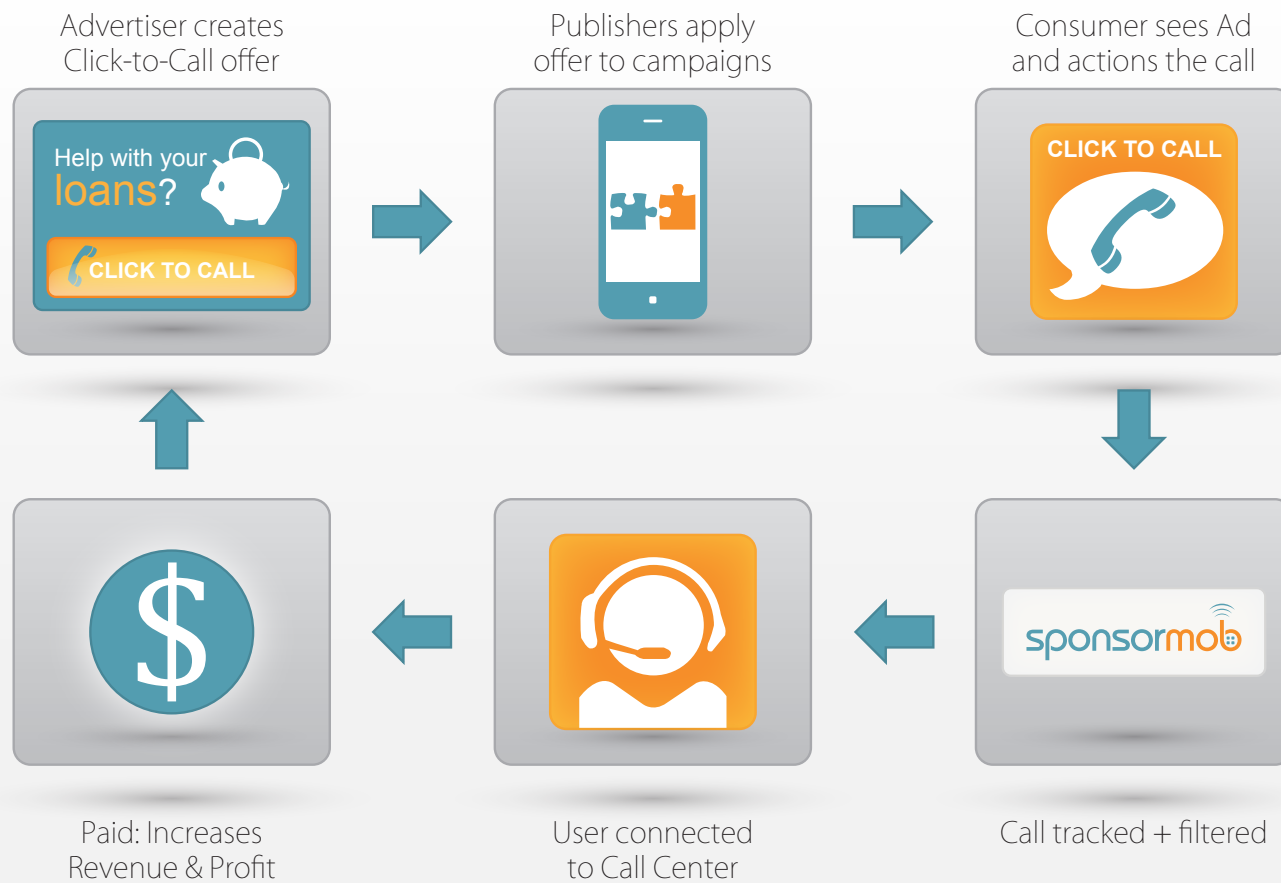 Advertiser creates
Click-to-Call offer
Publishers apply
offer to campaigns
Consumer sees Ad
and actions the call
Help with your
loans?
CLICK TO CALL
CLICK TO CALL
$
sponsormob
Paid: Increases
Revenue & Profit
User connected
to Call Center
Call tracked + filtered